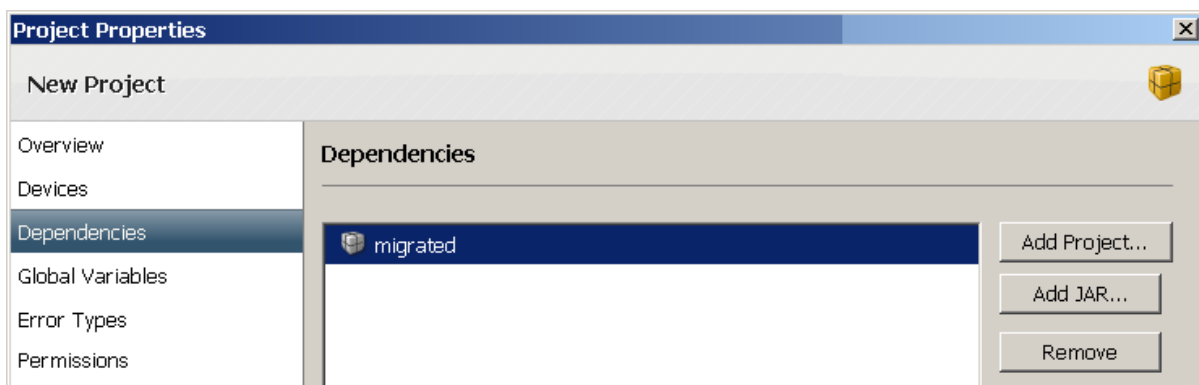 Project Properties
New Project
Overview
Devices
Dependencies
Global Variables
Error Types
Permissions
Dependencies
migrated
Add Project...
Add JAR...
Remove